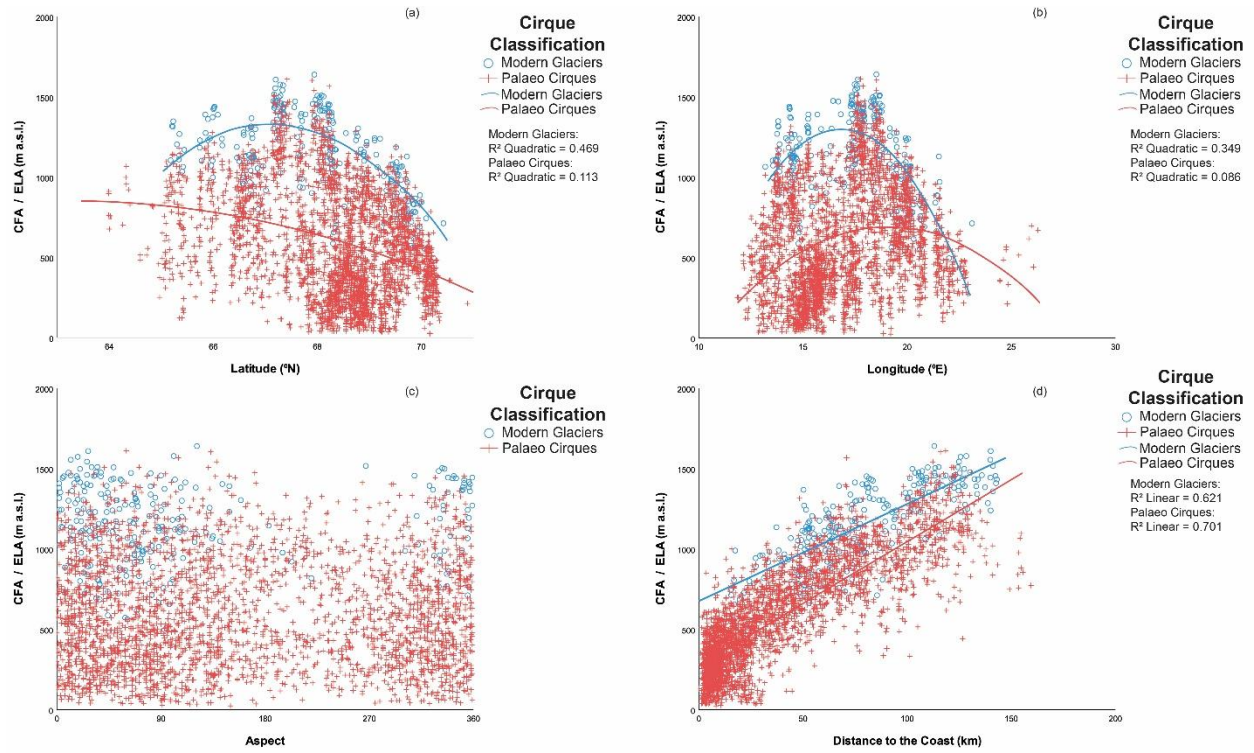 (a)
2000
1500
1000
500
0
CFA / ELA (m a.s.l.)
64
66
68
70
Latitude (ºN)
Cirque
Classification
Modern Glaciers
Palaeo Cirques
Modern Glaciers
Palaeo Cirques
Modern Glaciers:
R² Quadratic = 0.469
Palaeo Cirques:
R² Quadratic = 0.113
(b)
2000
1500
1000
500
0
CFA / ELA (m a.s.l.)
10
15
20
25
30
Longitude (ºE)
Cirque
Classification
Modern Glaciers
Palaeo Cirques
Modern Glaciers
Palaeo Cirques
Modern Glaciers:
R² Quadratic = 0.349
Palaeo Cirques:
R² Quadratic = 0.086
(c)
2000
1500
1000
500
0
CFA / ELA (m a.s.l.)
0
90
180
270
360
Aspect
Cirque
Classification
Modern Glaciers
Palaeo Cirques
(d)
2000
1500
1000
500
0
CFA / ELA (m a.s.l.)
0
50
100
150
200
Distance to the Coast (km)
Cirque
Classification
Modern Glaciers
Palaeo Cirques
Modern Glaciers
Palaeo Cirques
Modern Glaciers:
R² Linear = 0.621
Palaeo Cirques:
R² Linear = 0.701